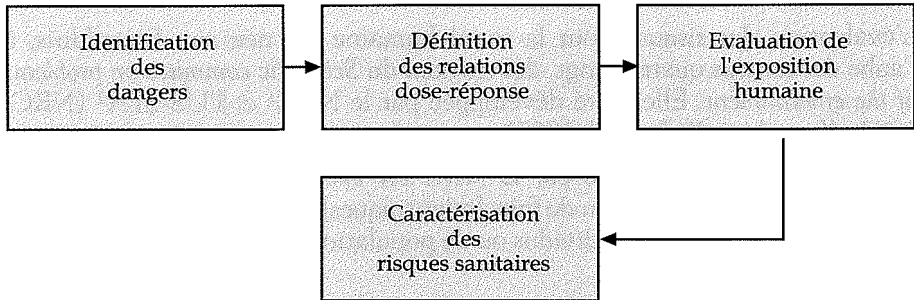 Identification
des
dangers
Définition
des relations
dose-réponse
Evaluation de
l'exposition
humaine
Caractérisation
des
risques sanitaires